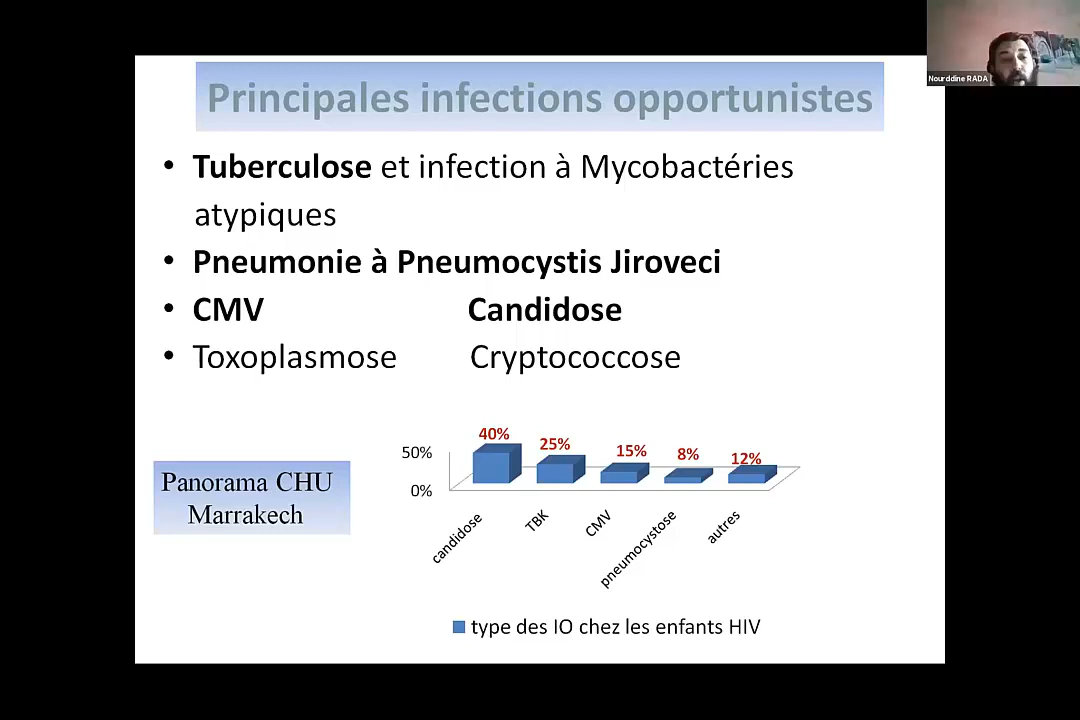 Nourddine RADA
Principales infections opportunistes
• Tuberculose et infection à Mycobactéries
atypiques
• Pneumonie à Pneumocystis Jiroveci
• CMV Candidose
• Toxoplasmose Cryptococcose
Panorama CHU
Marrakech
50%
0%
40%
25%
15%
8%
12%
candidose
TBK
CMV
pneumocystose
autres
type des IO chez les enfants HIV